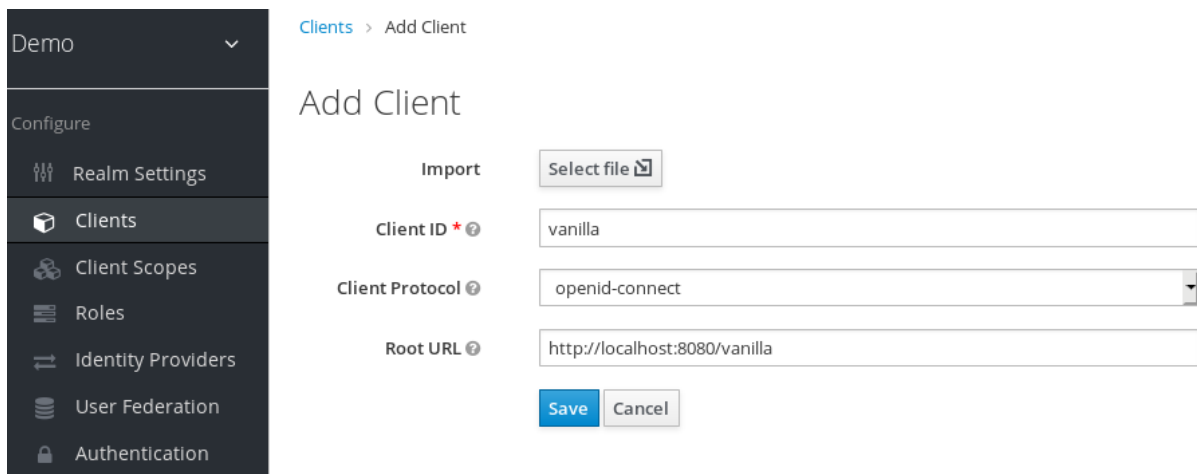 Demo
Configure
Realm Settings
Clients
Client Scopes
Roles
Identity Providers
User Federation
Authentication
Clients > Add Client
Add Client
Import Select file
Client ID * vanilla
Client Protocol openid-connect
Root URL http://localhost:8080/vanilla
Save Cancel